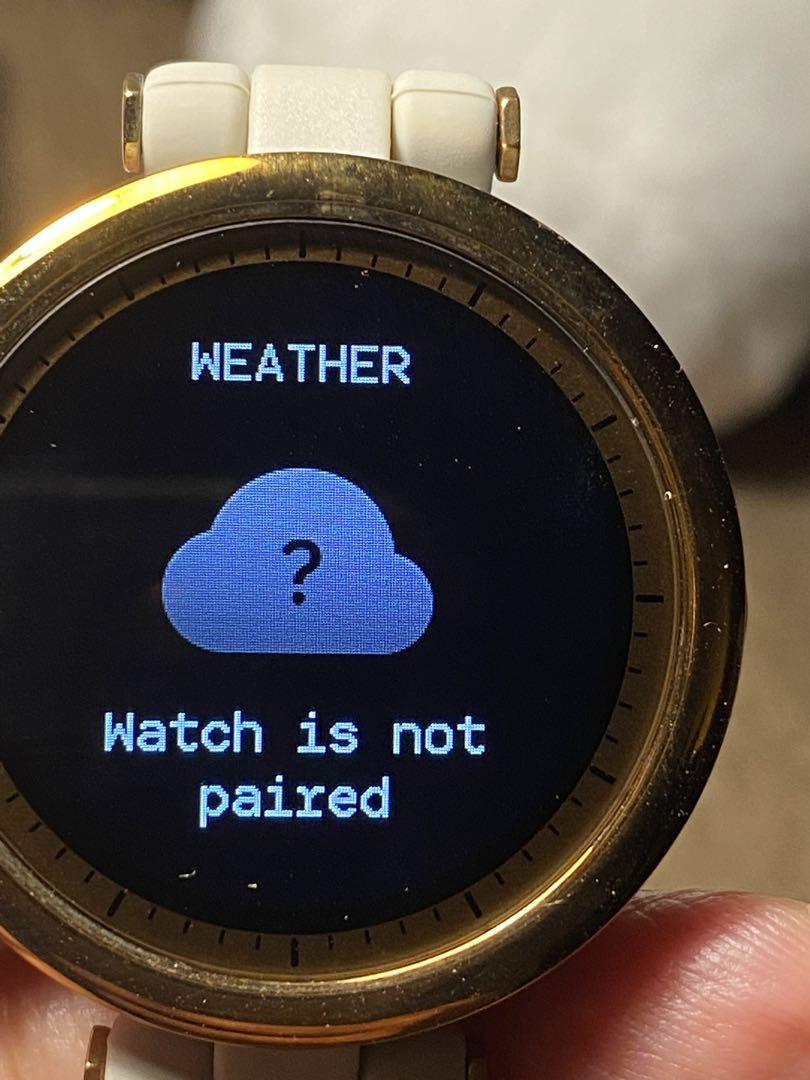 WEATHER
?
Watch is not
paired